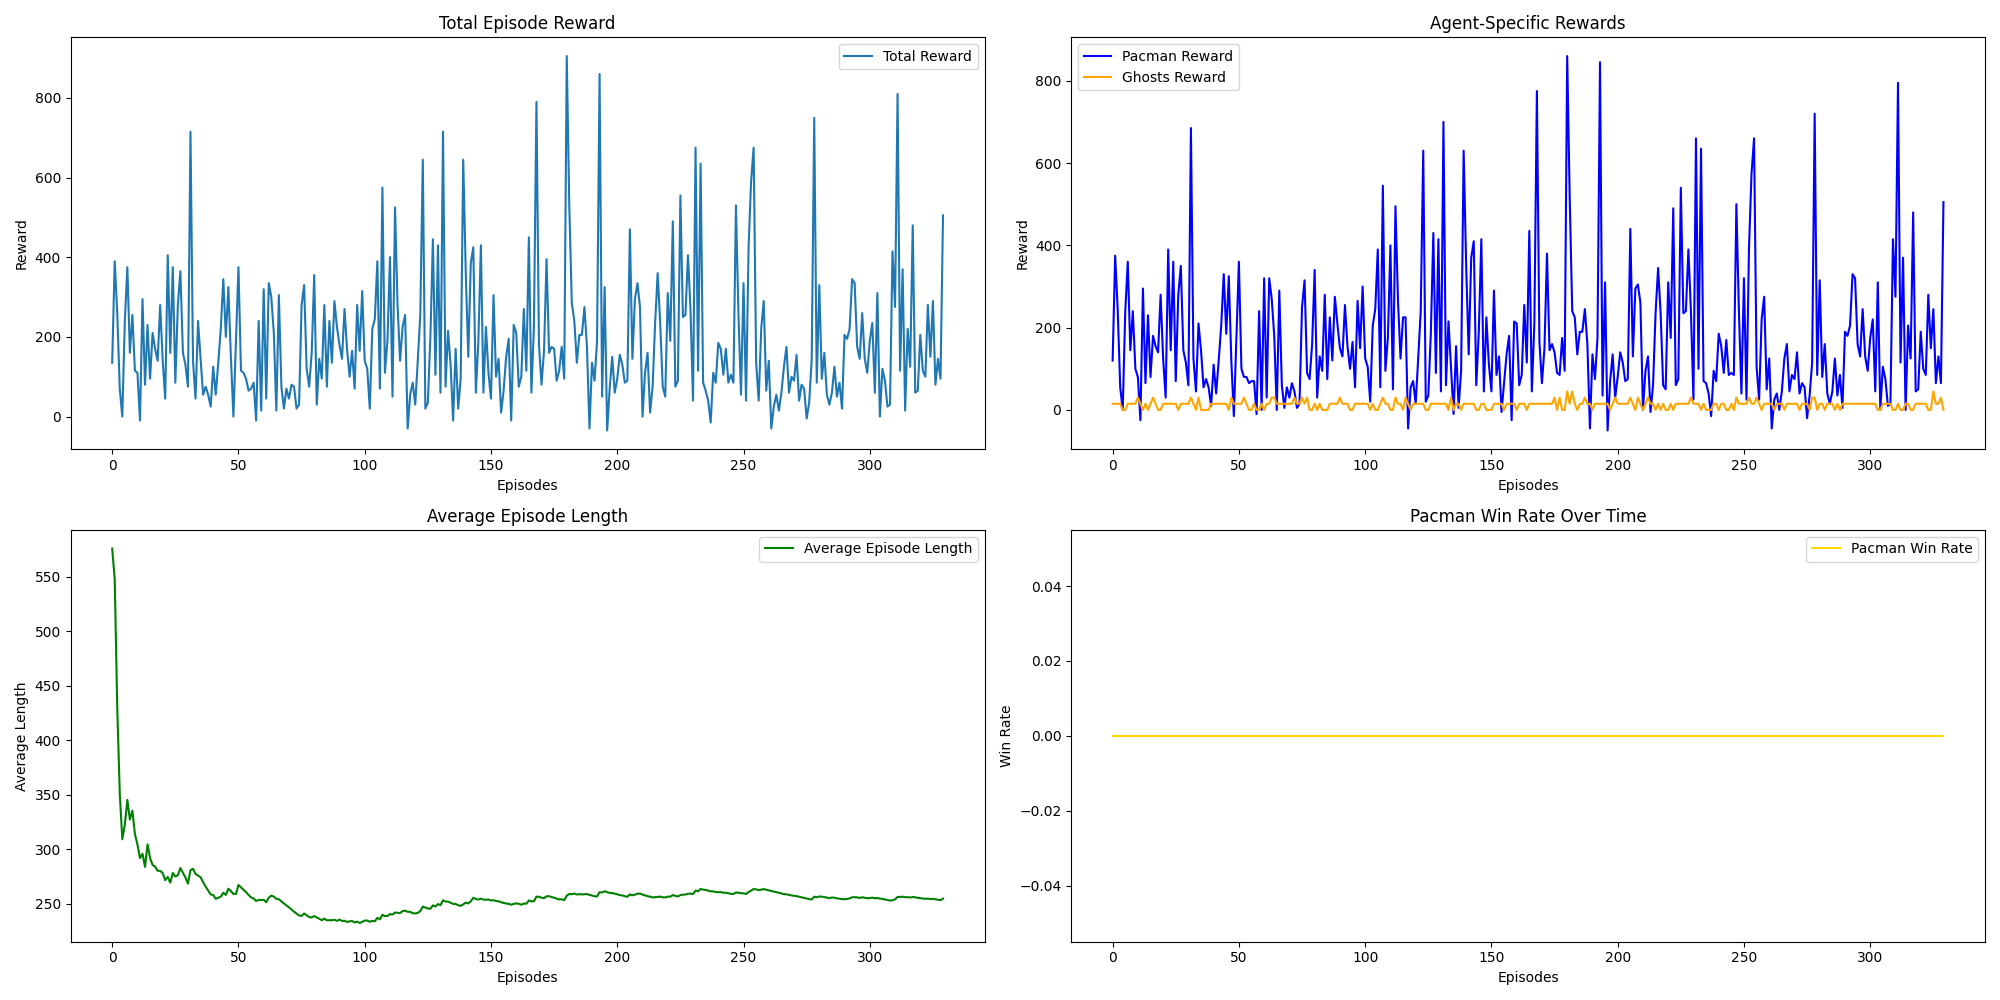 Total Episode Reward
Total Reward
Reward
800
600
400
200
0
0 50 100 150 200 250 300
Episodes
Agent-Specific Rewards
Pacman Reward
Ghosts Reward
Reward
800
600
400
200
0
0 50 100 150 200 250 300
Episodes
Average Episode Length
Average Episode Length
Average Length
550
500
450
400
350
300
250
0 50 100 150 200 250 300
Episodes
Pacman Win Rate Over Time
Pacman Win Rate
Win Rate
0.04
0.02
0.00
−0.02
−0.04
0 50 100 150 200 250 300
Episodes